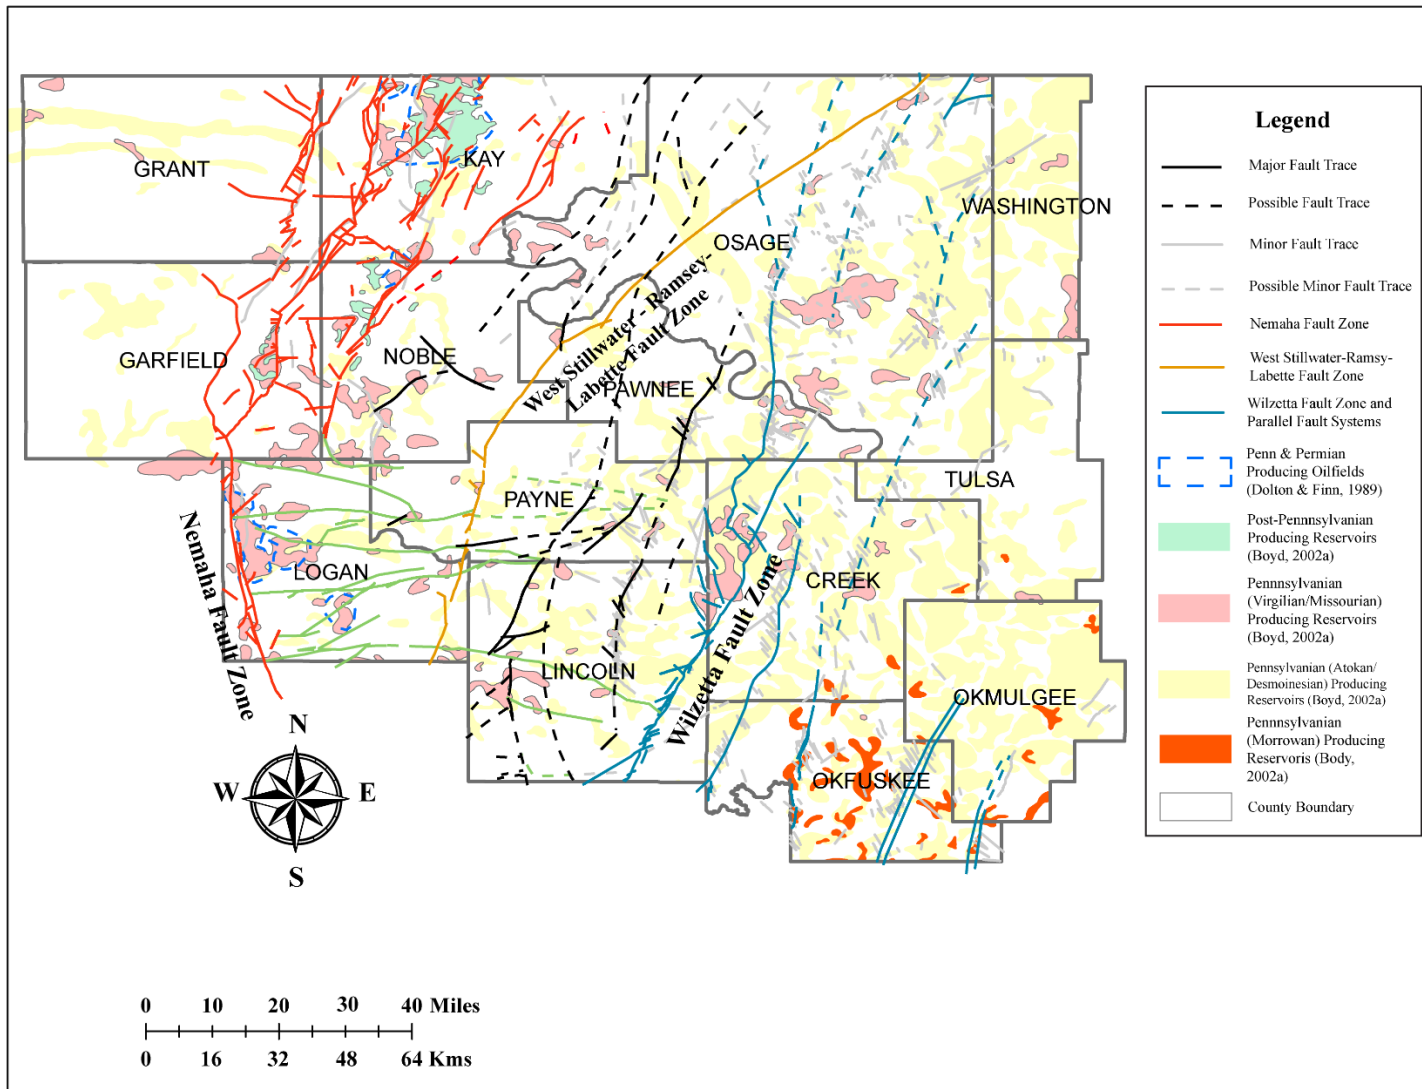 GRANT
KAY
WASHINGTON
OSAGE
GARFIELD
NOBLE
West Stillwater - Ramsey-
Labette Fault Zone
PAWNEE
TULSA
PAYNE
Nemaha Fault Zone
LOGAN
CREEK
Wilzetta Fault Zone
LINCOLN
OKMULGEE
OKFUSKEE
N
W
E
S
0 10 20 30 40 Miles
0 16 32 48 64 Kms
Legend
Major Fault Trace
Possible Fault Trace
Minor Fault Trace
Possible Minor Fault Trace
Nemaha Fault Zone
West Stillwater-Ramsy-
Labette Fault Zone
Wilzetta Fault Zone and
Parallel Fault Systems
Penn & Permian
Producing Oilfields
(Dolton & Finn, 1989)
Post-Pennnsylvanian
Producing Reservoirs
(Boyd, 2002a)
Pennnsylvanian
(Virgilian/Missourian)
Producing Reservoirs
(Boyd, 2002a)
Pennsylvanian (Atokan/
Desmoinesian) Producing
Reservoirs (Boyd, 2002a)
Pennnsylvanian
(Morrowan) Producing
Reservoris (Body,
2002a)
County Boundary